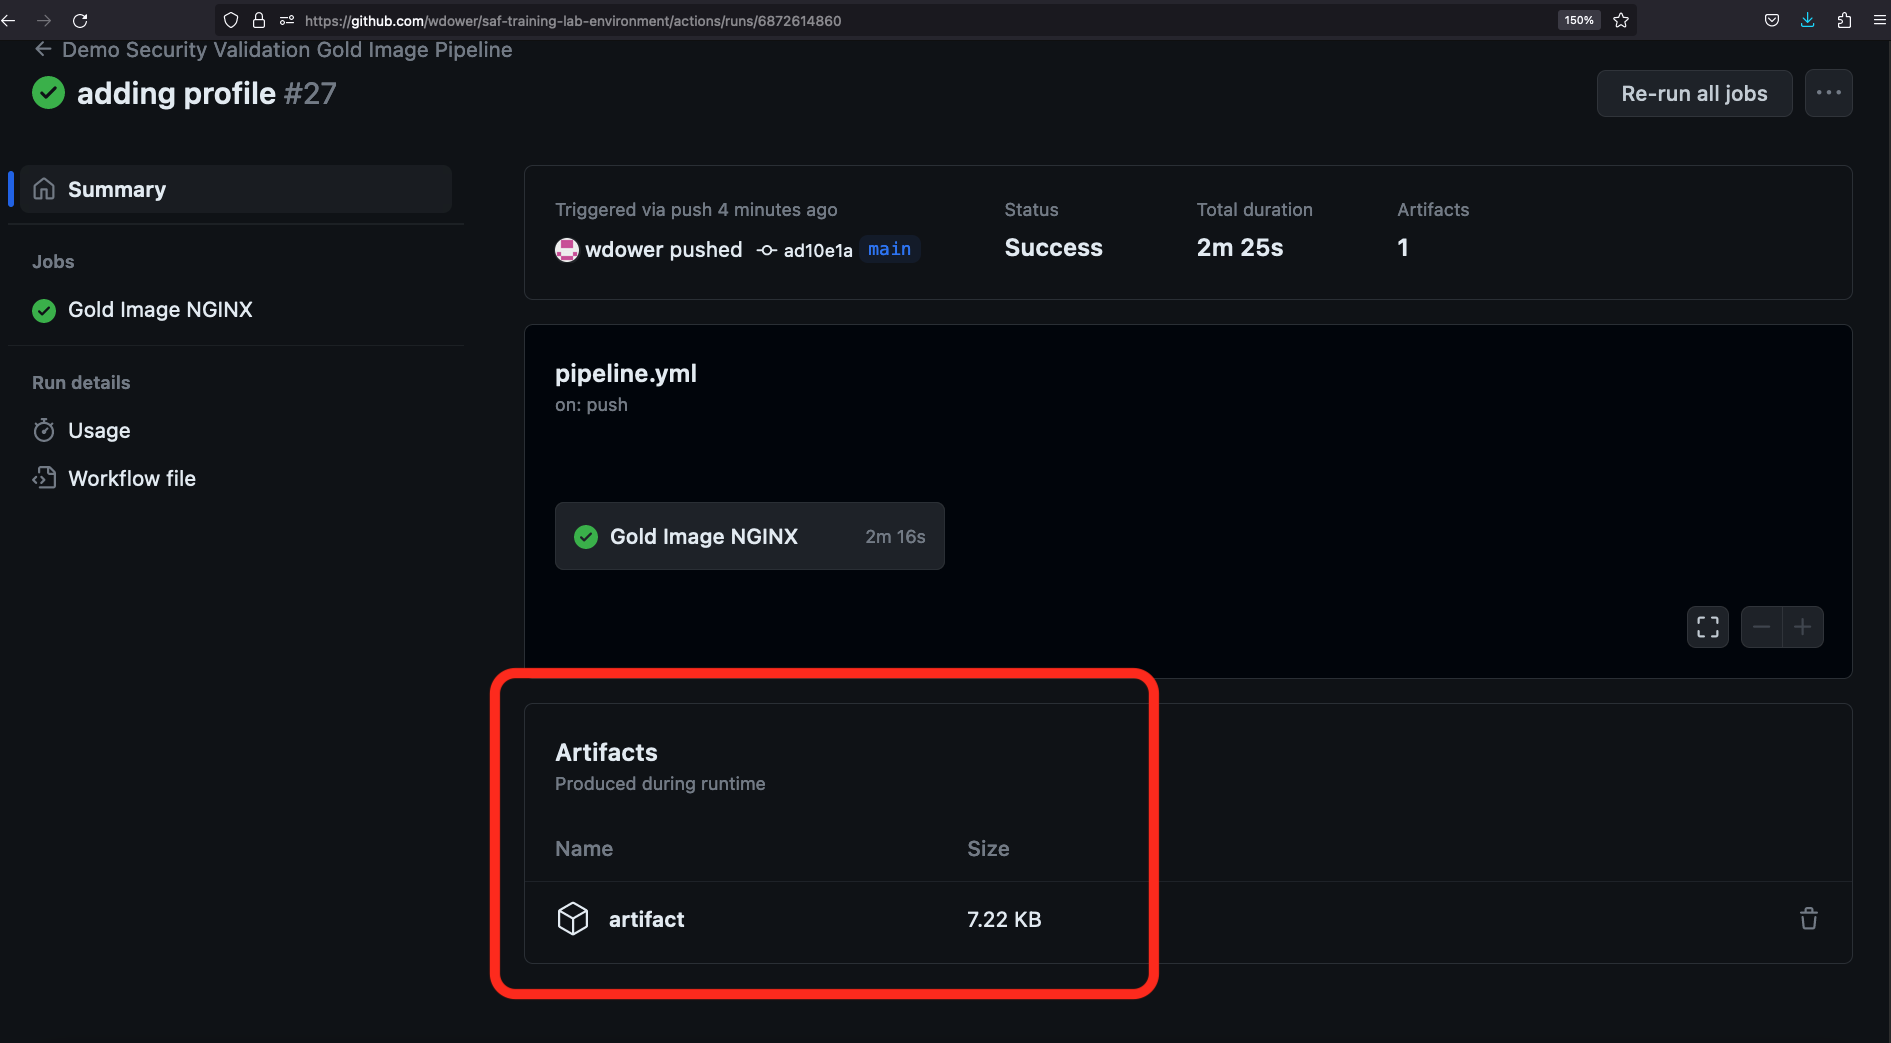 https://github.com/wdower/saf-training-lab-environment/actions/runs/6872614860
150%
Demo Security Validation Gold Image Pipeline
adding profile #27
Re-run all jobs
Summary
Jobs
Gold Image NGINX
Run details
Usage
Workflow file
Triggered via push 4 minutes ago
wdower pushed ad10e1a main
Status
Success
Total duration
2m 25s
Artifacts
1
pipeline.yml
on: push
Gold Image NGINX 2m 16s
Artifacts
Produced during runtime
Name Size
artifact 7.22 KB